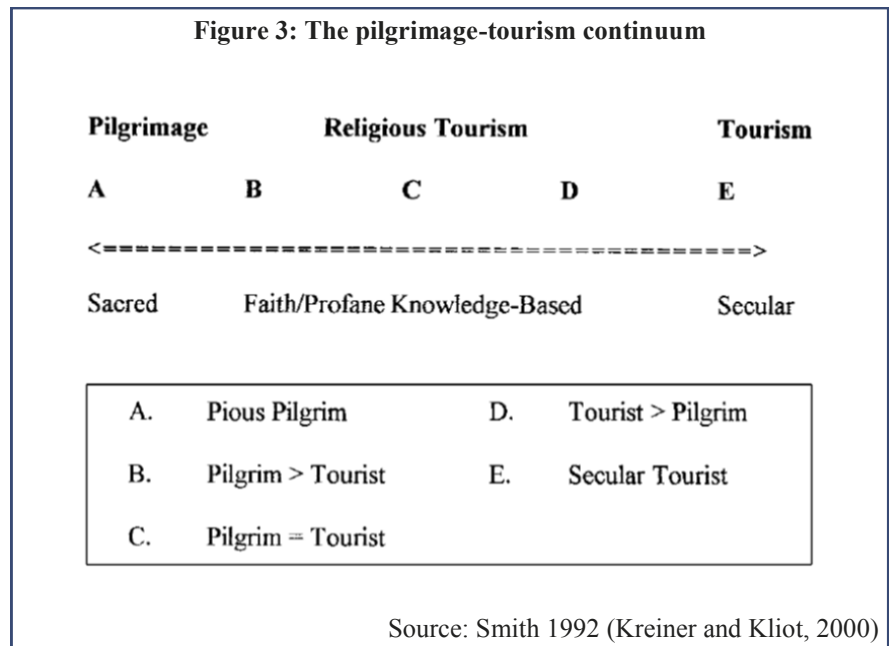 Figure 3: The pilgrimage-tourism continuum
Pilgrimage Religious Tourism Tourism
A B C D E
<========================================>
Sacred Faith/Profane Knowledge-Based Secular
A. Pious Pilgrim D. Tourist > Pilgrim
B. Pilgrim > Tourist E. Secular Tourist
C. Pilgrim = Tourist
Source: Smith 1992 (Kreiner and Kliot, 2000)